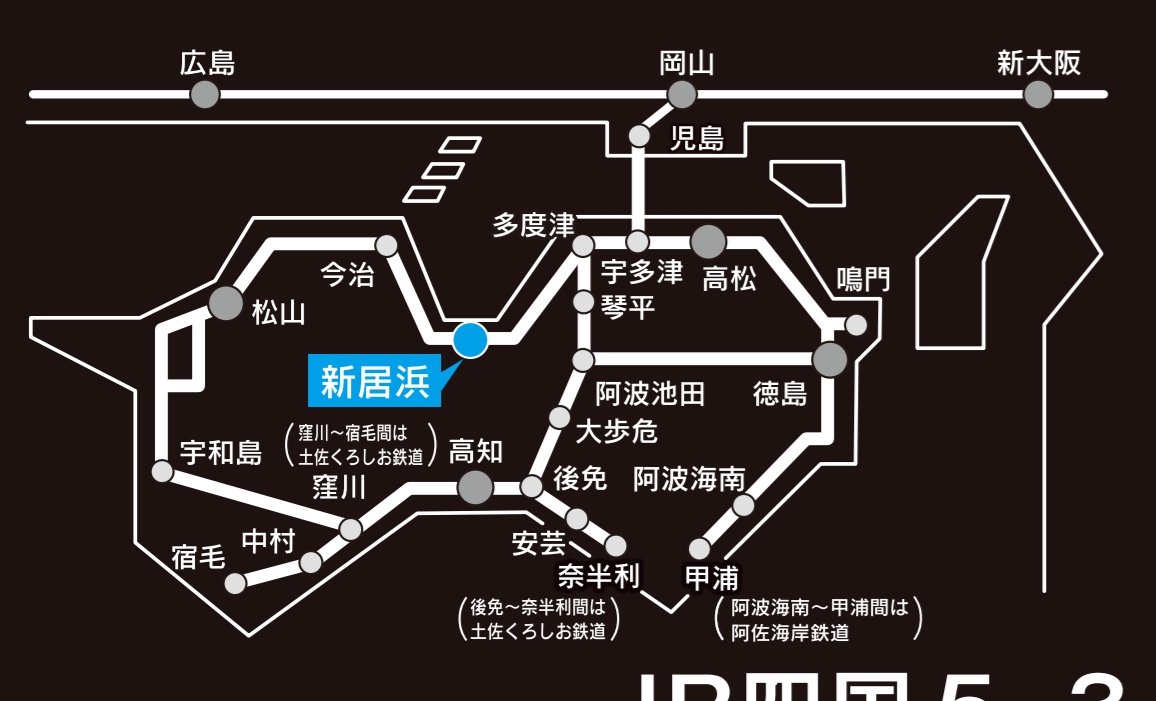 広島
岡山
新大阪
児島
多度津
今治
宇多津
高松
鳴門
松山
琴平
新居浜
阿波池田
徳島
大歩危
窪川～宿毛間は
土佐くろしお鉄道
高知
宇和島
窪川
後免
阿波海南
中村
宿毛
安芸
奈半利
甲浦
後免～奈半利間は
土佐くろしお鉄道
阿波海南～甲浦間は
阿佐海岸鉄道
JR四国